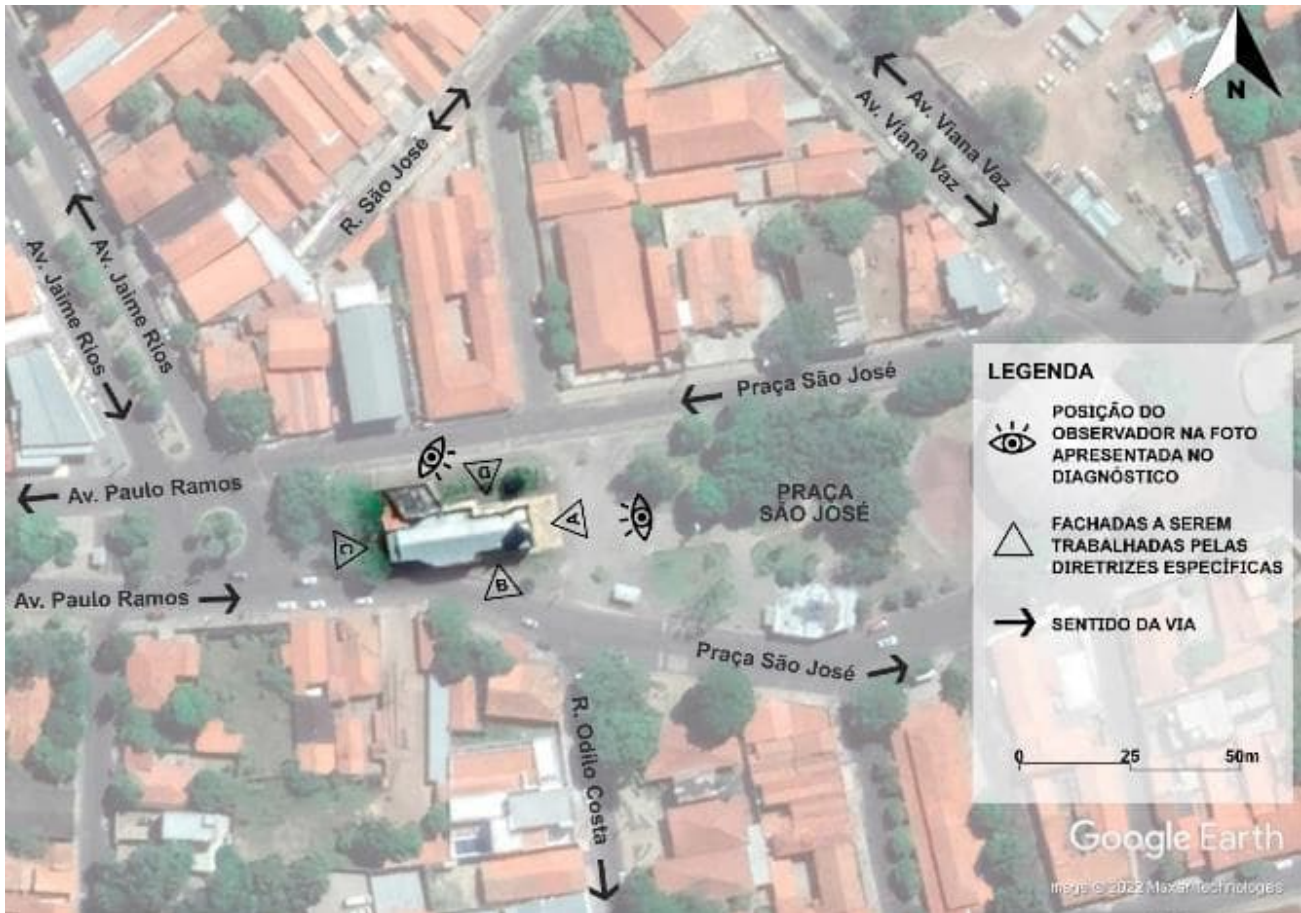 N
Av. Viana Vaz
Av. Viana Vaz
R. São José
Av. Jaime Rios
Av. Jaime Rios
Praça São José
Av. Paulo Ramos
PRAÇA
SÃO JOSÉ
D
A
C
B
Av. Paulo Ramos
Praça São José
R. Odilo Costa
LEGENDA
POSIÇÃO DO
OBSERVADOR NA FOTO
APRESENTADA NO
DIAGNÓSTICO
FACHADAS A SEREM
TRABALHADAS PELAS
DIRETRIZES ESPECÍFICAS
SENTIDO DA VIA
0 25 50m
Google Earth
Image © 2022 Maxar Technologies